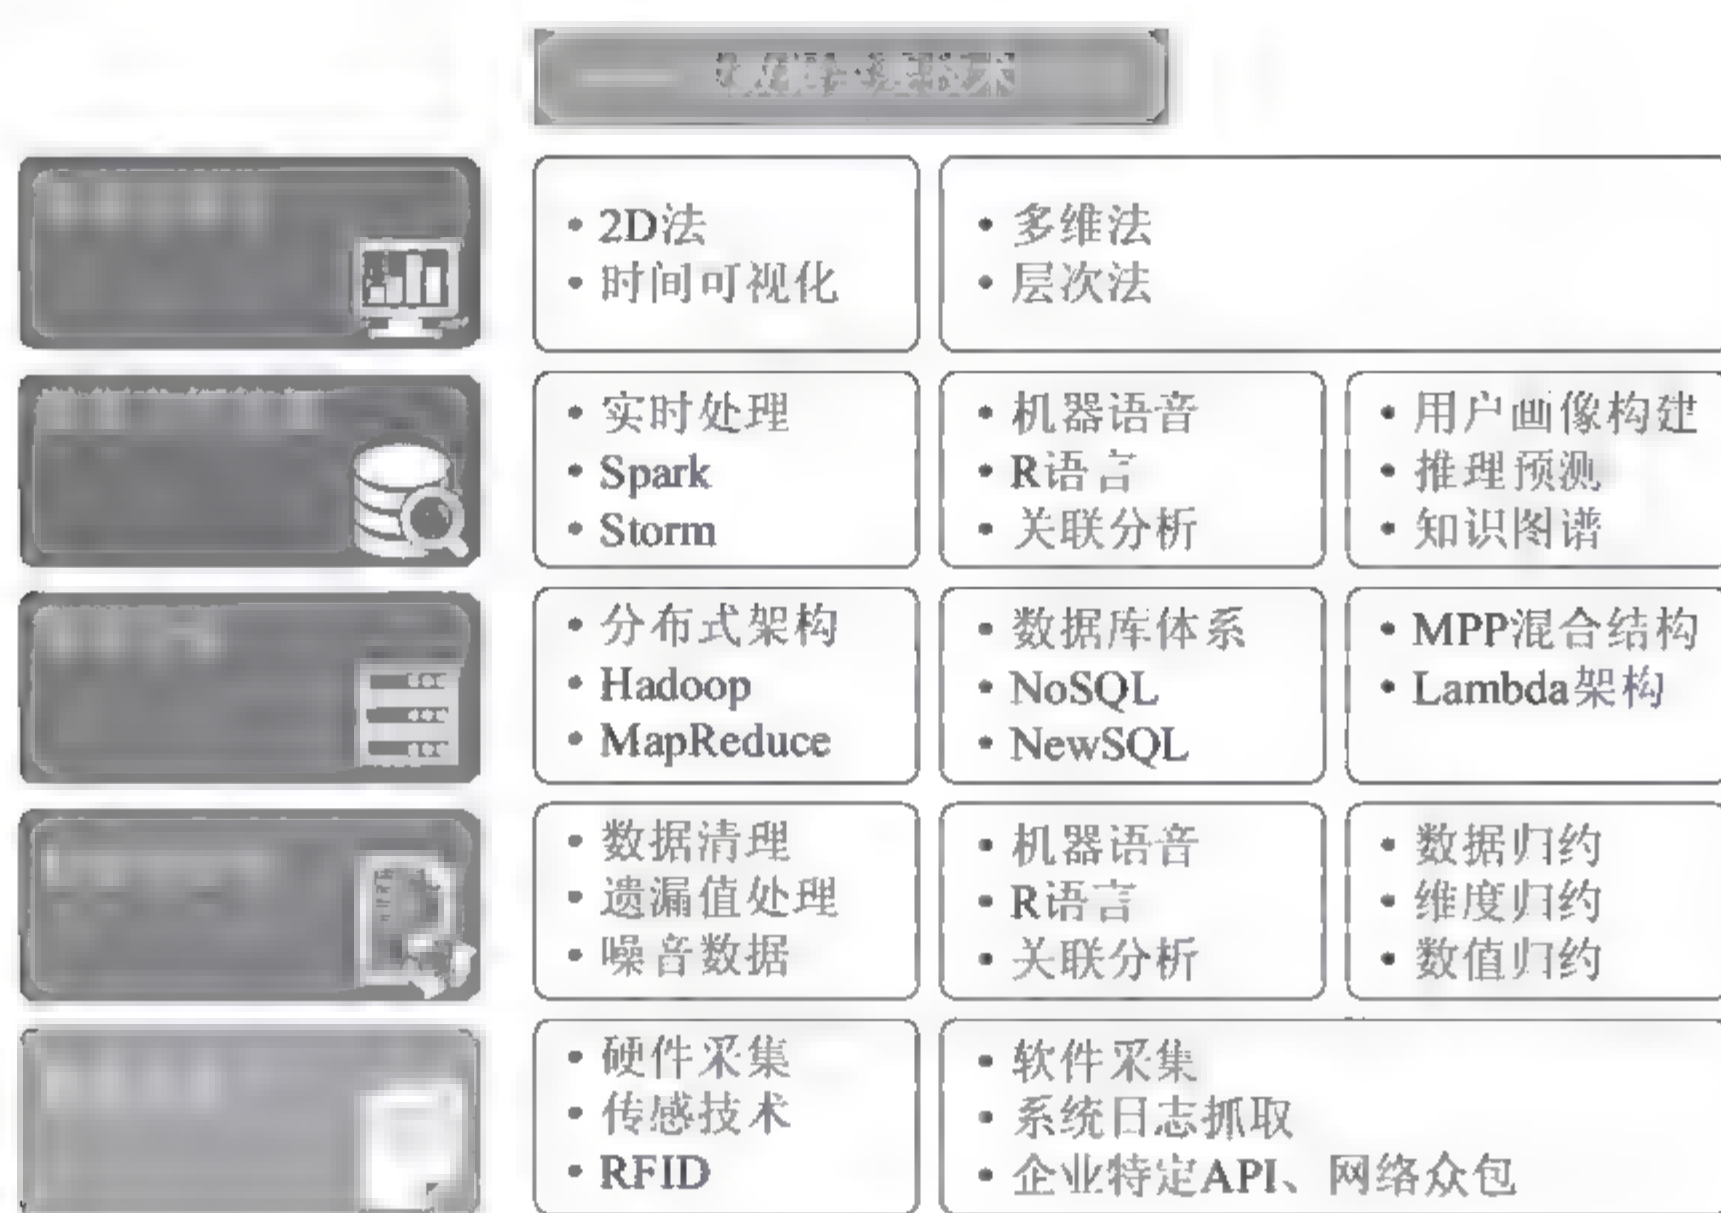 • 2D法
• 时间可视化
• 多维法
• 层次法
• 实时处理
• Spark
• Storm
• 机器语音
• R语言
• 关联分析
• 用户画像构建
• 推理预测
• 知识图谱
• 分布式架构
• Hadoop
• MapReduce
• 数据库体系
• NoSQL
• NewSQL
• MPP混合结构
• Lambda架构
• 数据清理
• 遗漏值处理
• 噪音数据
• 机器语音
• R语言
• 关联分析
• 数据归约
• 维度归约
• 数值归约
• 硬件采集
• 传感技术
• RFID
• 软件采集
• 系统日志抓取
• 企业特定API、网络众包